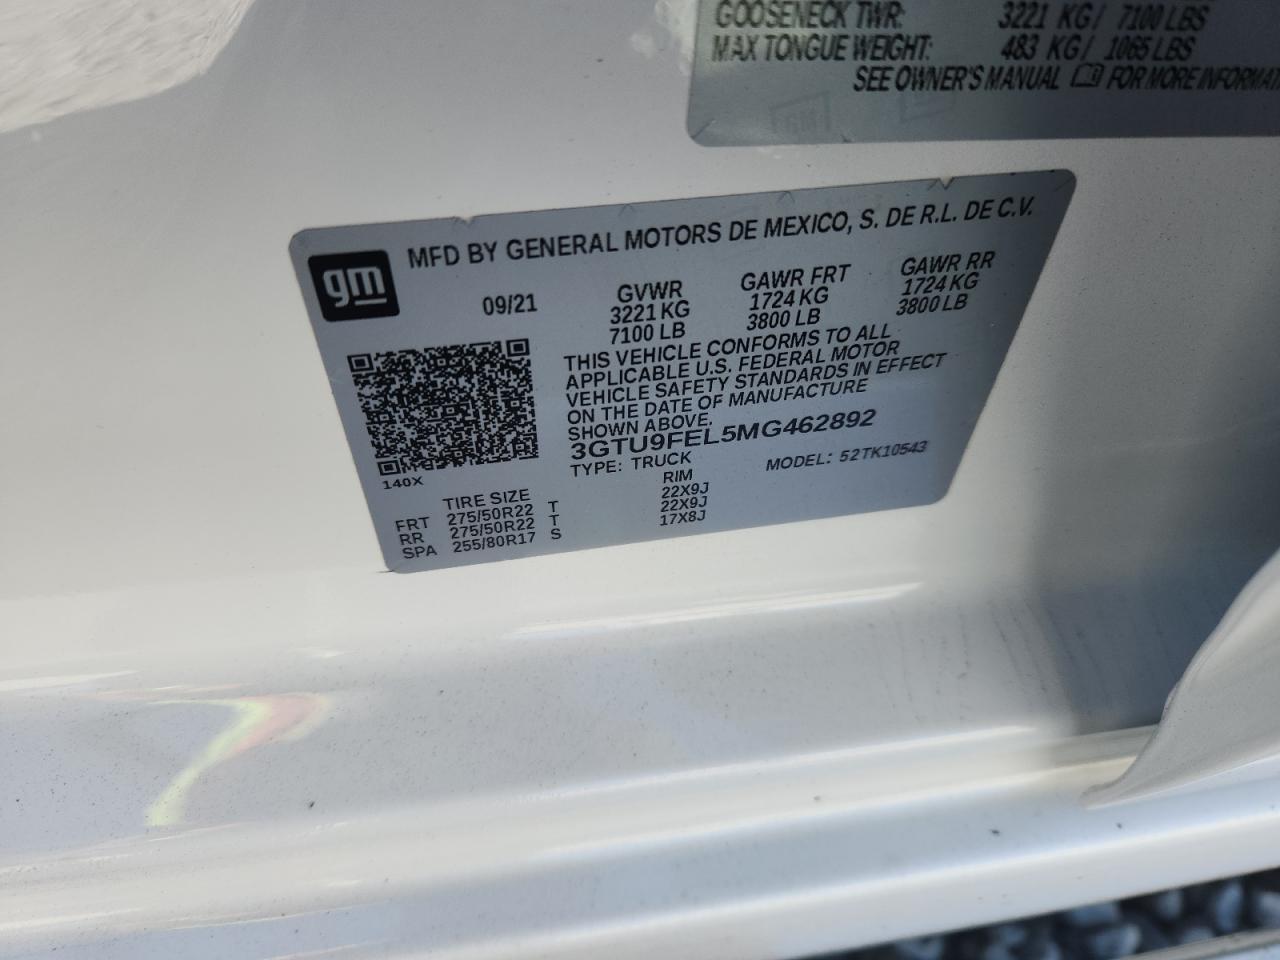 GOOSENECK TWR: 3221 KG/ 7100 LBS
MAX TONGUE WEIGHT: 483 KG/ 1065 LBS
SEE OWNER'S MANUAL FOR MORE
gm
MFD BY GENERAL MOTORS DE MEXICO, S. DE R.L. DE C.V.
09/21 GVWR GAWR FRT GAWR RR
3221 KG 1724 KG 1724 KG
7100 LB 3800 LB 3800 LB
THIS VEHICLE CONFORMS TO ALL
APPLICABLE U.S. FEDERAL MOTOR
VEHICLE SAFETY STANDARDS IN EFFECT
ON THE DATE OF MANUFACTURE
SHOWN ABOVE.
3GTU9FEL5MG462892
TYPE: TRUCK MODEL: 52TK10543
140X
TIRE SIZE RIM
FRT 275/50R22 T 22X9J
RR 275/50R22 T 22X9J
SPA 255/80R17 S 17X8J